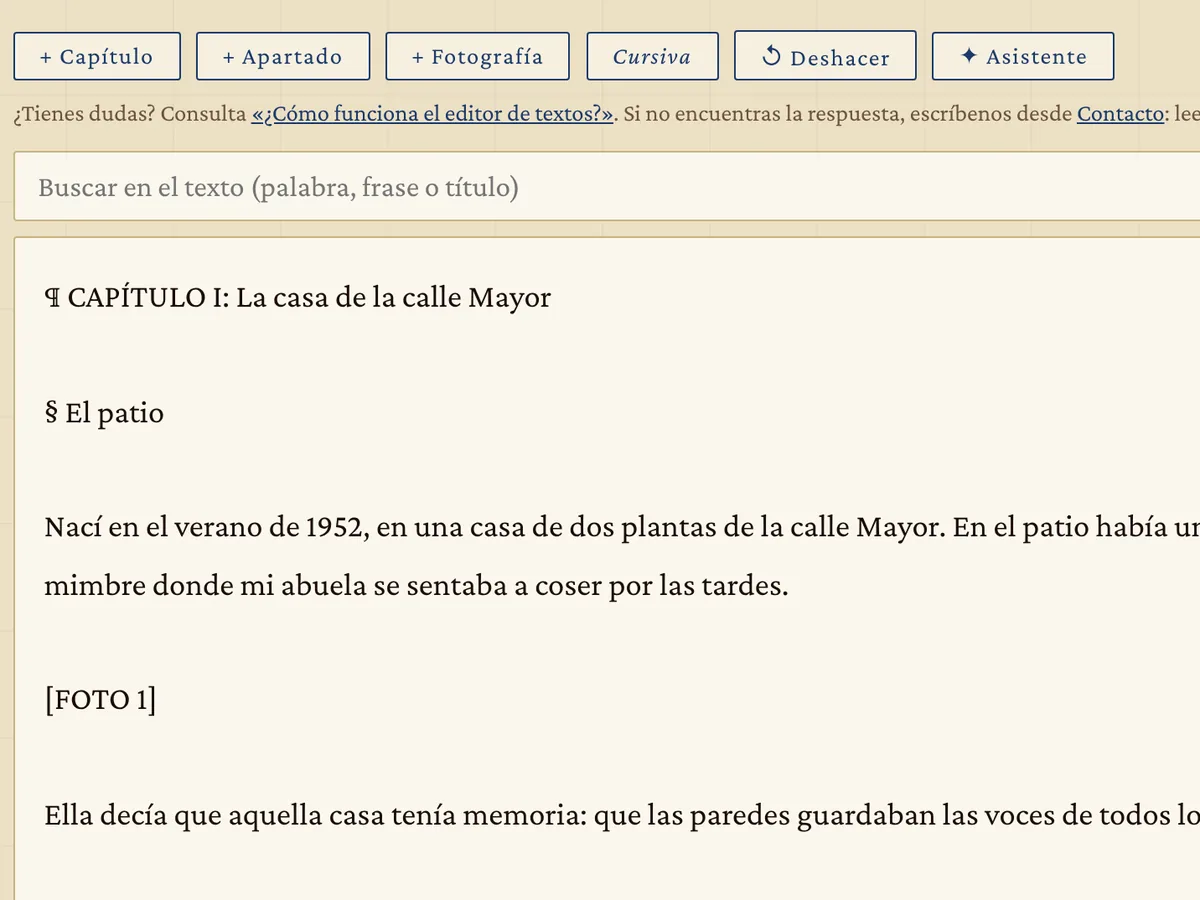 + Capítulo + Apartado + Fotografía Cursiva Deshacer ✦ Asistente
¿Tienes dudas? Consulta «¿Cómo funciona el editor de textos?». Si no encuentras la respuesta, escríbenos desde Contacto:
Buscar en el texto (palabra, frase o título)
¶ CAPÍTULO I: La casa de la calle Mayor
§ El patio
Nací en el verano de 1952, en una casa de dos plantas de la calle Mayor. En el patio había
mimbre donde mi abuela se sentaba a coser por las tardes.
[FOTO 1]
Ella decía que aquella casa tenía memoria: que las paredes guardaban las voces de todos